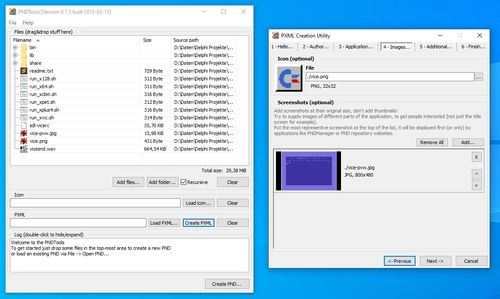 PNDTools [Version 0.7.5 built 2015-02-13]
File Help
Files (drag&drop stuff here)
Filename Size Source path
bin D:\Daten\Delphi Projekte\...
lib D:\Daten\Delphi Projekte\...
share D:\Daten\Delphi Projekte\...
readme.txt 729 Byte D:\Daten\Delphi Projekte\...
run_x128.sh 315 Byte D:\Daten\Delphi Projekte\...
run_x64.sh 311 Byte D:\Daten\Delphi Projekte\...
run_xcbm2.sh 319 Byte D:\Daten\Delphi Projekte\...
run_xpet.sh 312 Byte D:\Daten\Delphi Projekte\...
run_xplus4.sh 319 Byte D:\Daten\Delphi Projekte\...
run_xvic.sh 312 Byte D:\Daten\Delphi Projekte\...
sdl-vicerc 35,70 KiB D:\Daten\Delphi Projekte\...
vice-pvw.jpg 15,98 KiB D:\Daten\Delphi Projekte\...
vice.png 431 Byte D:\Daten\Delphi Projekte\...
vicesnd.wav 664,54 KiB D:\Daten\Delphi Projekte\...
Total size: 29,38 MiB
Add files... Add folder... Recursive Clear
Icon
Load icon... Clear
PXML
Load PXML... Create PXML Clear
Log (double-click to hide/expand)
Welcome to the PNDTools
To get started just drop some files in the top-most area to create a new PND
or load an existing PND via File -> Open PND...
Create PND...
PXML Creation Utility
1 - Hello... 2 - Author... 3 - Application... 4 - Images... 5 - Additional... 6 - Finish...
Icon (optional)
File
./vice.png ...
PNG, 32x32
Screenshots (optional)
Add screenshots at their original size, don't add thumbnails!
Try to supply images of different parts of the application, to get people interested (not just the title
screen for example).
Put the most representive screenshot at the top of the list, it will be displayed first (or only) by
applications like PNDManager or PND repository websites.
Remove All Add...
./vice-pvw.jpg
JPG, 800x480
X
<- Previous Next -> Cancel